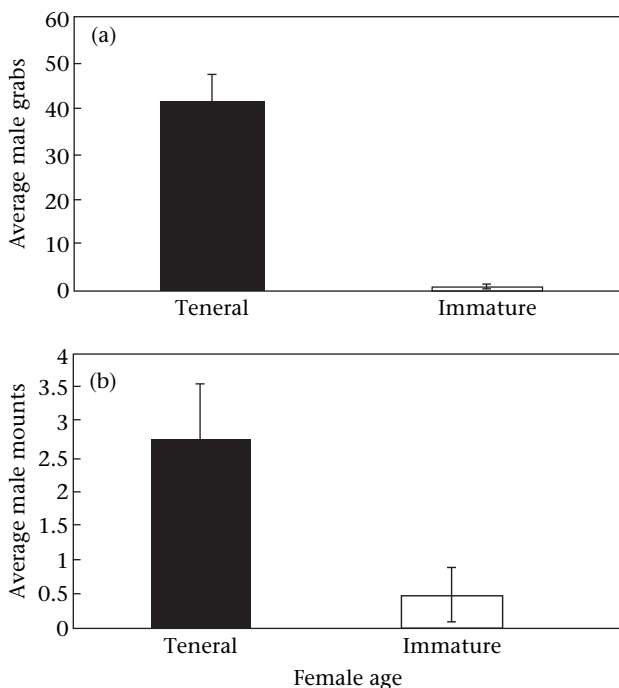 (a)
Average male grabs
60
50
40
30
20
10
0
Teneral Immature
(b)
Average male mounts
4
3.5
3
2.5
2
1.5
1
0.5
0
Teneral Immature
Female age